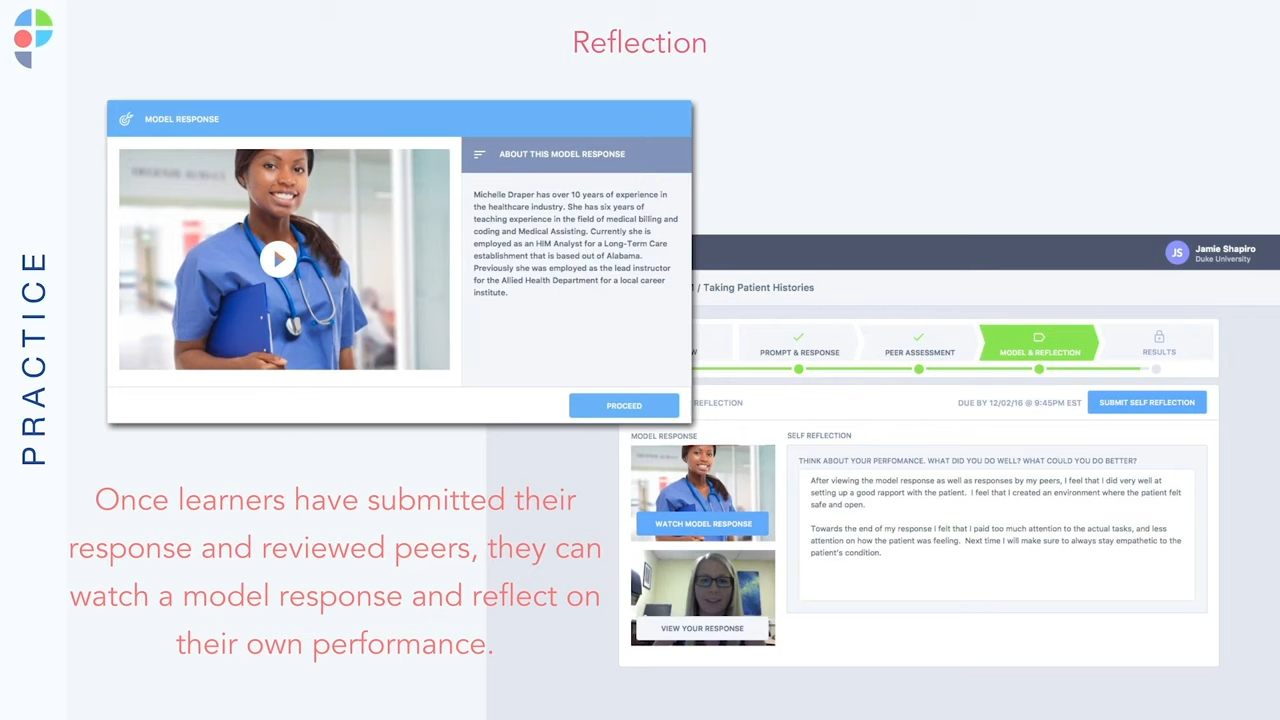 Reflection
PRACTICE
MODEL RESPONSE
ABOUT THIS MODEL RESPONSE
Michelle Draper has over 10 years of experience in
the healthcare industry. She has six years of
teaching experience in the field of medical billing and
coding and Medical Assisting. Currently she is
employed as an HIM Analyst for a Long-Term Care
establishment that is based out of Alabama.
Previously she was employed as the lead instructor
for the Allied Health Department for a local career
institute.
PROCEED
JS
Jamie Shapiro
Duke University
/ Taking Patient Histories
PROMPT & RESPONSE
PEER ASSESSMENT
MODEL & REFLECTION
RESULTS
REFLECTION
DUE BY 12/02/16 @ 9:45PM EST
SUBMIT SELF REFLECTION
MODEL RESPONSE
WATCH MODEL RESPONSE
VIEW YOUR RESPONSE
SELF REFLECTION
THINK ABOUT YOUR PERFOMANCE. WHAT DID YOU DO WELL? WHAT COULD YOU DO BETTER?
After viewing the model response as well as responses by my peers, I feel that I did very well at
setting up a good rapport with the patient. I feel that I created an environment where the patient felt
safe and open.
Towards the end of my response I felt that I paid too much attention to the actual tasks, and less
attention on how the patient was feeling. Next time I will make sure to always stay empathetic to the
patient's condition.
Once learners have submitted their
response and reviewed peers, they can
watch a model response and reflect on
their own performance.